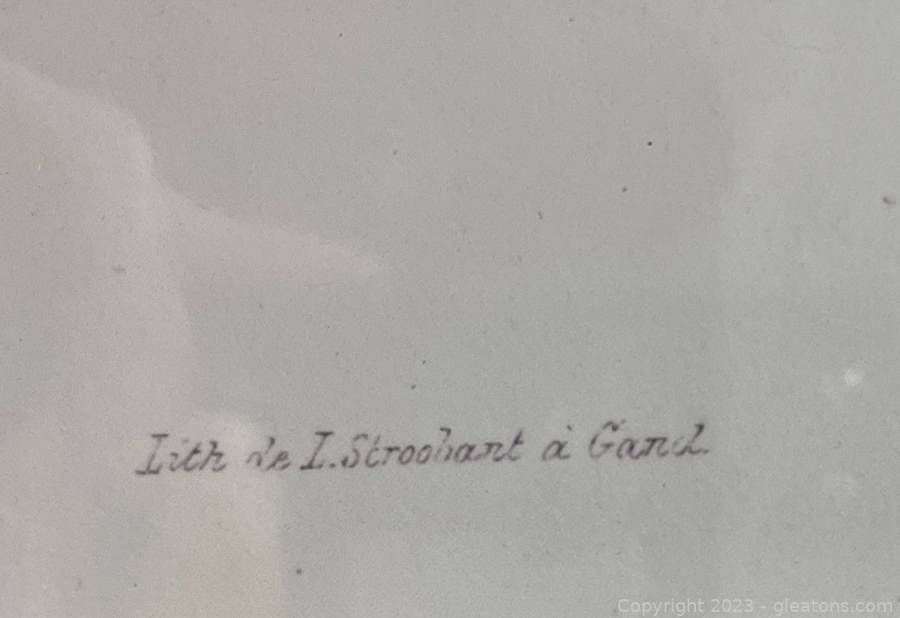 Lith de L. Stroobant à Gand.
Copyright 2023 - gleatons.com